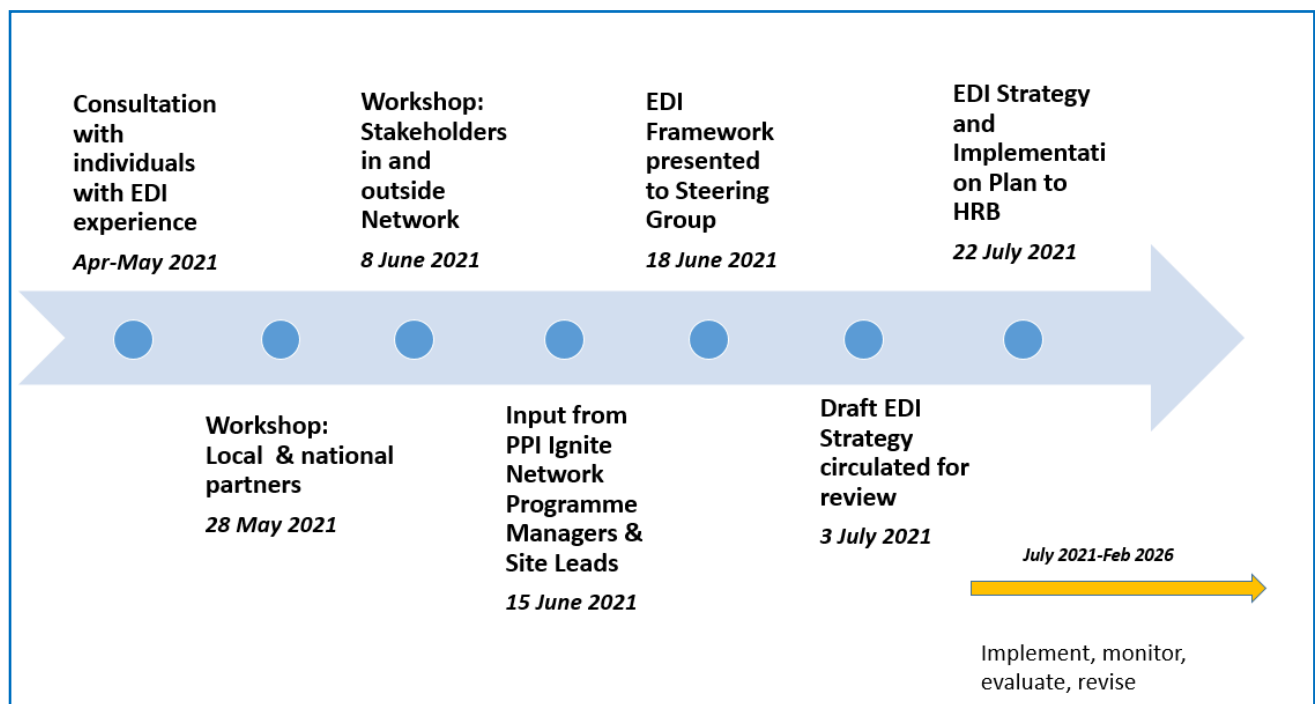 Consultation
with
individuals
with EDI
experience
Apr-May 2021
Workshop:
Stakeholders
in and
outside
Network
8 June 2021
EDI
Framework
presented
to Steering
Group
18 June 2021
EDI Strategy
and
Implementati
on Plan to
HRB
22 July 2021
Workshop:
Local & national
partners
28 May 2021
Input from
PPI Ignite
Network
Programme
Managers &
Site Leads
15 June 2021
Draft EDI
Strategy
circulated for
review
3 July 2021
July 2021-Feb 2026
Implement, monitor,
evaluate, revise